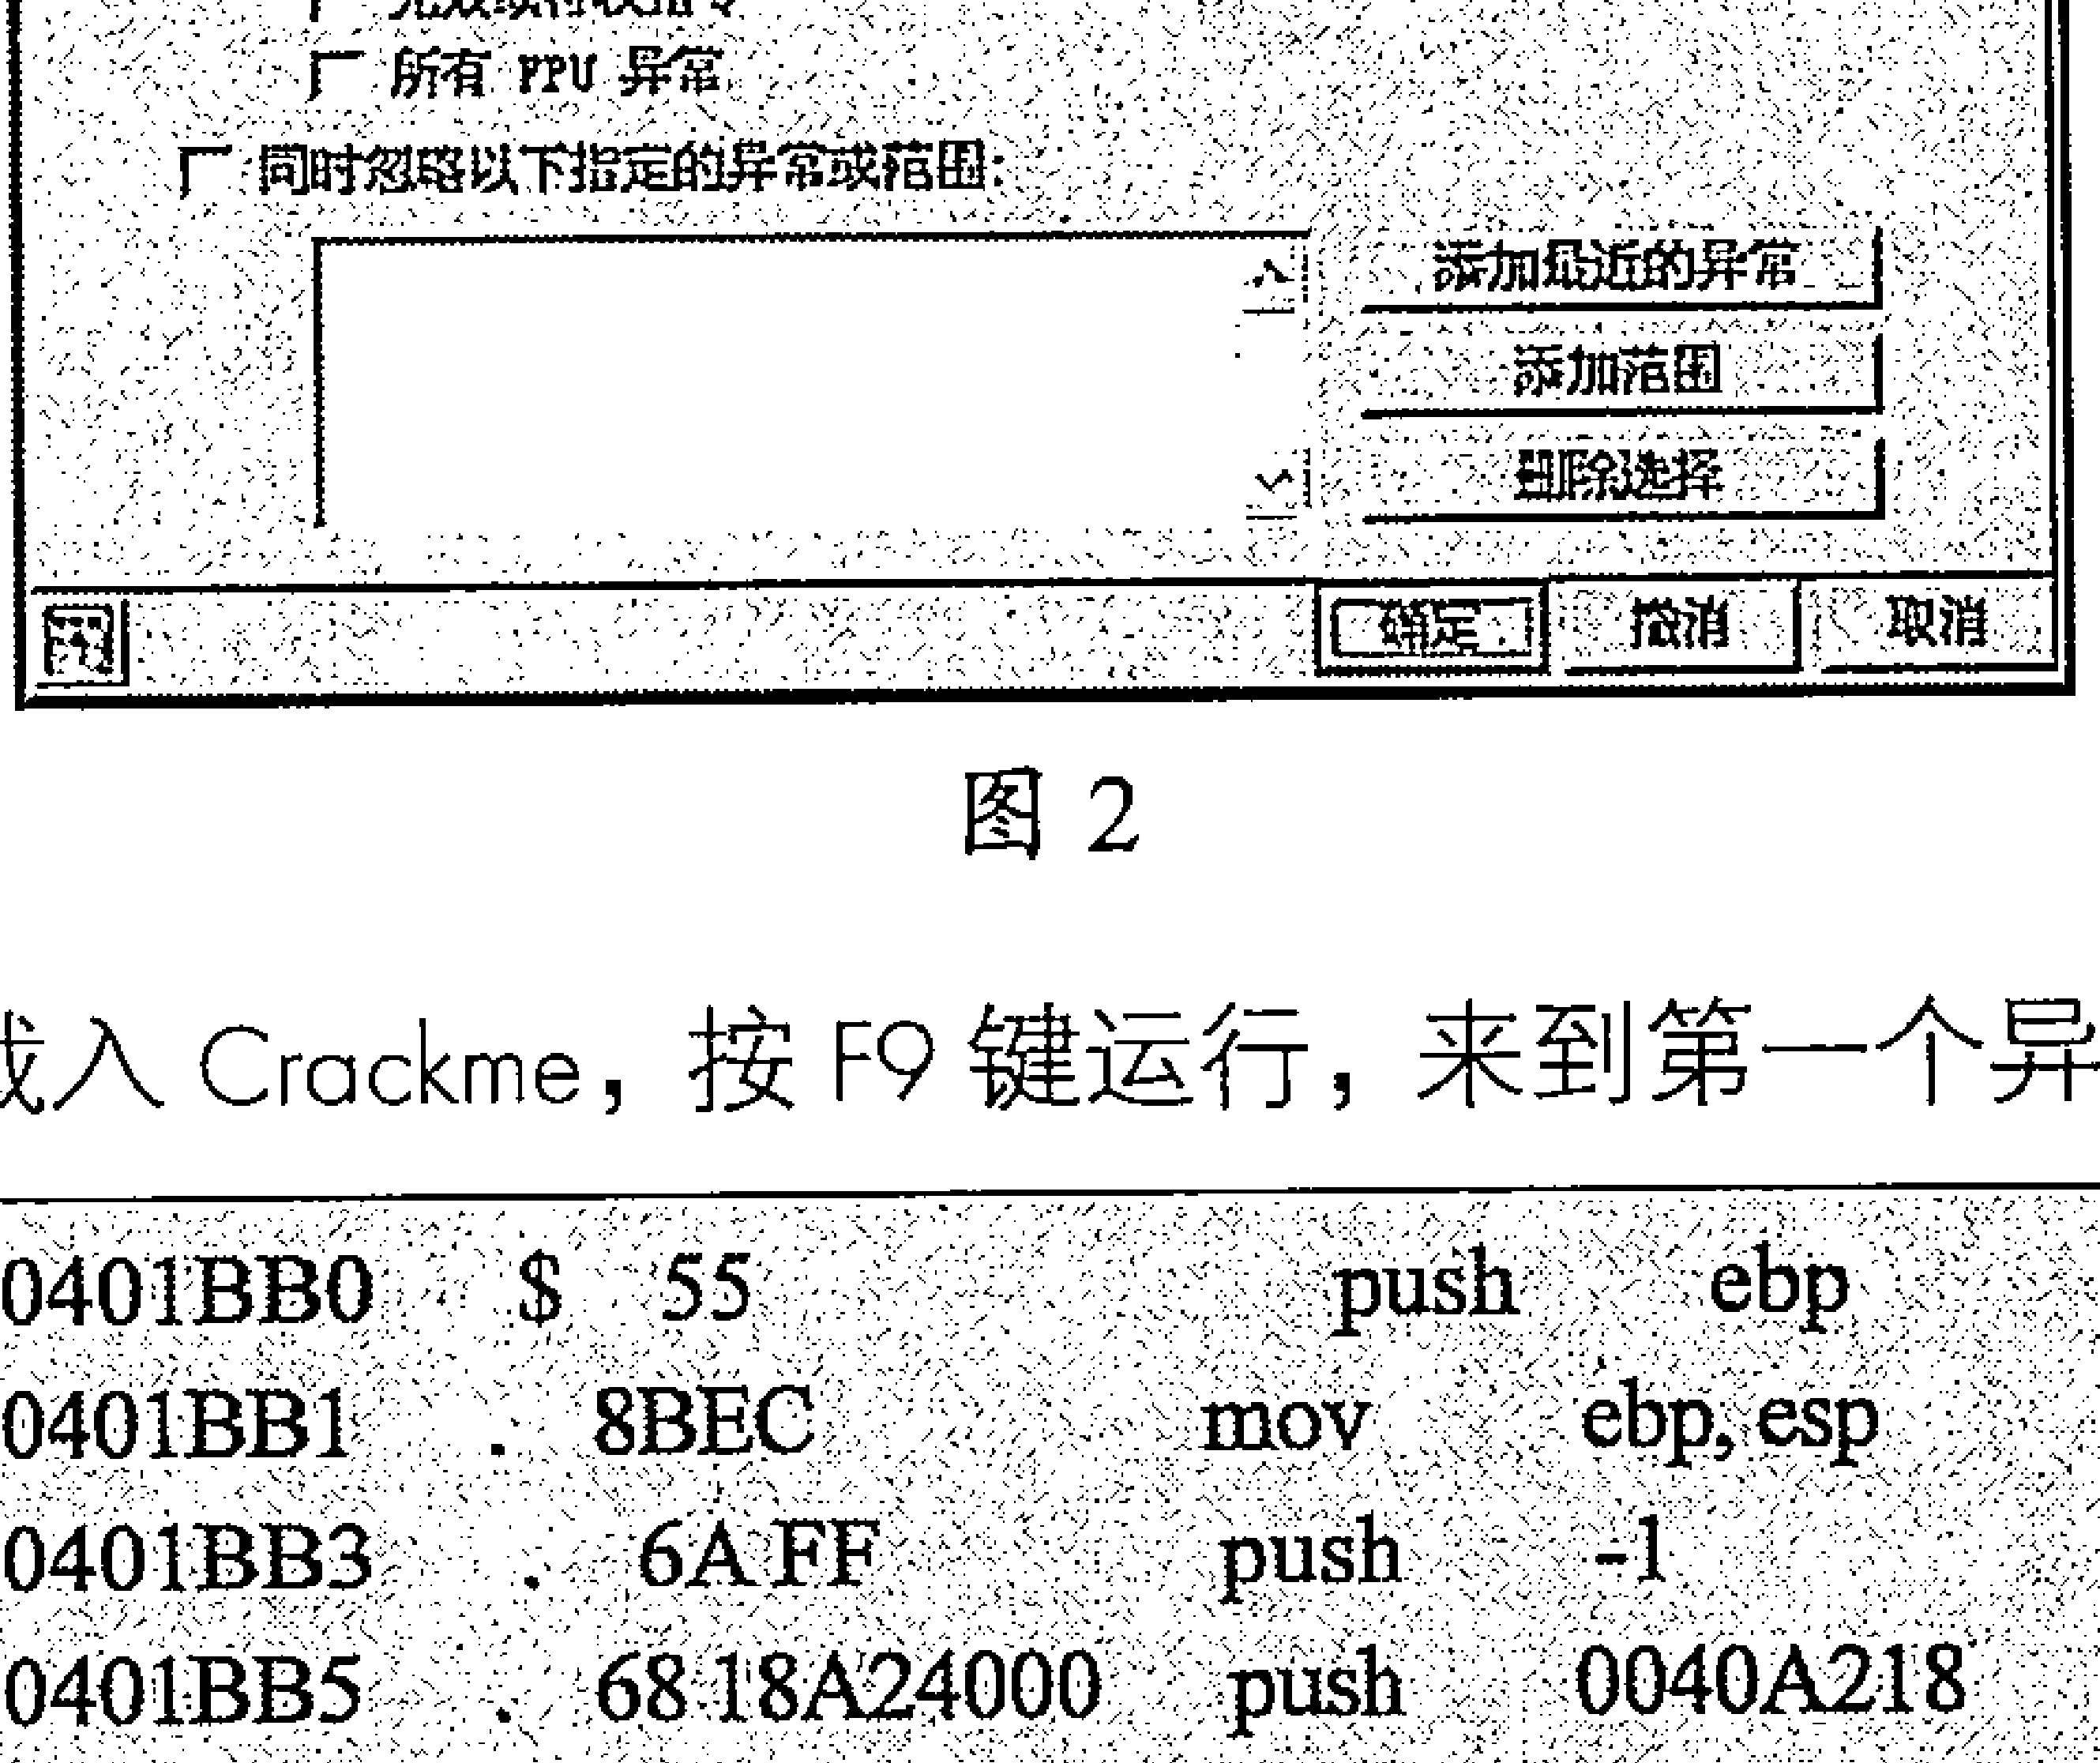 所有 FPU 异常
同时忽略以下指定的异常或范围:
添加最近的异常
添加范围
删除选择
确定 撤消 取消
图 2
载入 Crackme，按 F9 键运行，来到第一个异
0401BB0 $ 55 push ebp
0401BB1 . 8BEC mov ebp, esp
0401BB3 . 6A FF push -1
0401BB5 . 68 18A24000 push 0040A218